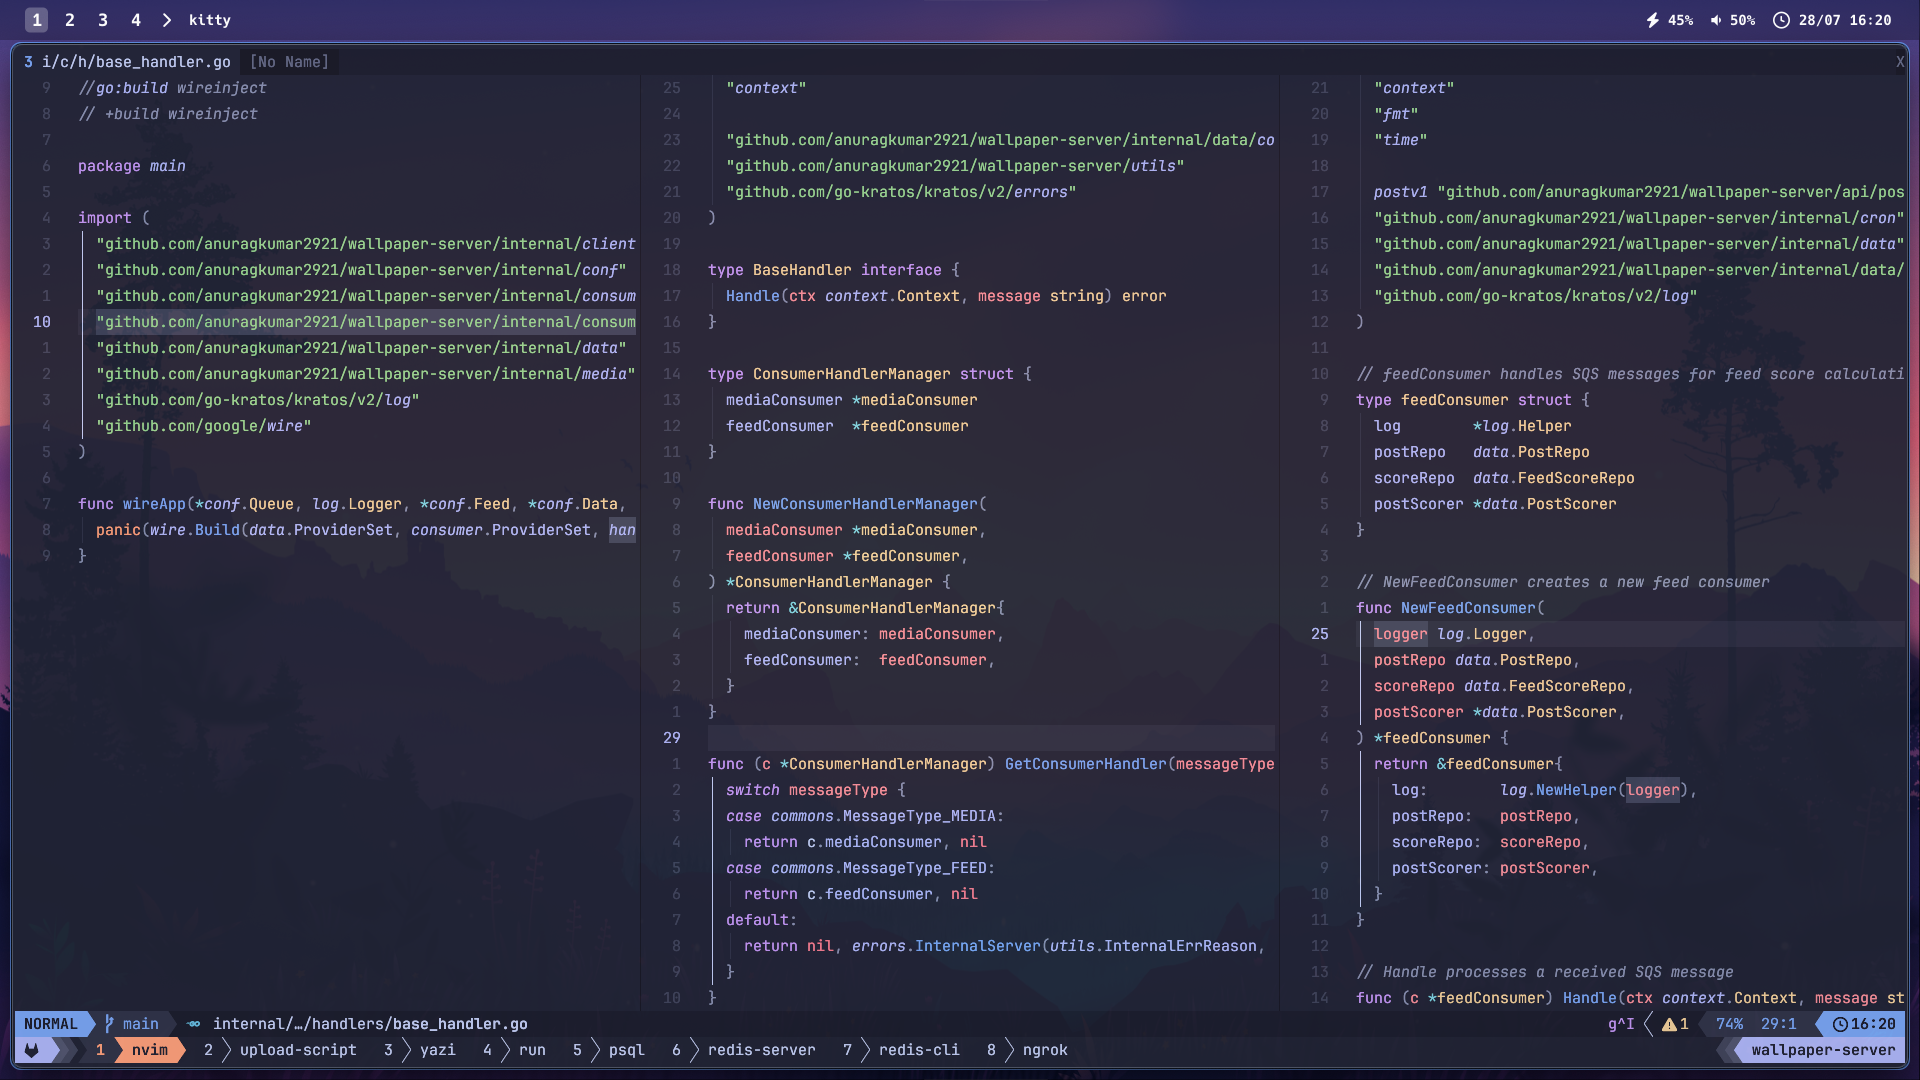 1 2 3 4 kitty 45% 50% 28/07 16:20
3 i/c/h/base_handler.go [No Name] X
9 //go:build wireinject
8 // +build wireinject
7
6 package main
5
4 import (
3 "github.com/anuragkumar2921/wallpaper-server/internal/client
2 "github.com/anuragkumar2921/wallpaper-server/internal/conf"
1 "github.com/anuragkumar2921/wallpaper-server/internal/consum
10 "github.com/anuragkumar2921/wallpaper-server/internal/consum
1 "github.com/anuragkumar2921/wallpaper-server/internal/data"
2 "github.com/anuragkumar2921/wallpaper-server/internal/media"
3 "github.com/go-kratos/kratos/v2/log"
4 "github.com/google/wire"
5 )
6
7 func wireApp(*conf.Queue, log.Logger, *conf.Feed, *conf.Data,
8 panic(wire.Build(data.ProviderSet, consumer.ProviderSet, han
9 }
25 "context"
24
23 "github.com/anuragkumar2921/wallpaper-server/internal/data/co
22 "github.com/anuragkumar2921/wallpaper-server/utils"
21 "github.com/go-kratos/kratos/v2/errors"
20 )
19
18 type BaseHandler interface {
17 Handle(ctx context.Context, message string) error
16 }
15
14 type ConsumerHandlerManager struct {
13 mediaConsumer *mediaConsumer
12 feedConsumer *feedConsumer
11 }
10
9 func NewConsumerHandlerManager(
8 mediaConsumer *mediaConsumer,
7 feedConsumer *feedConsumer,
6 ) *ConsumerHandlerManager {
5 return &ConsumerHandlerManager{
4 mediaConsumer: mediaConsumer,
3 feedConsumer: feedConsumer,
2 }
1 }
29
1 func (c *ConsumerHandlerManager) GetConsumerHandler(messageType
2 switch messageType {
3 case commons.MessageType_MEDIA:
4 return c.mediaConsumer, nil
5 case commons.MessageType_FEED:
6 return c.feedConsumer, nil
7 default:
8 return nil, errors.InternalServer(utils.InternalErrReason,
9 }
10 }
21 "context"
20 "fmt"
19 "time"
18
17 postv1 "github.com/anuragkumar2921/wallpaper-server/api/pos
16 "github.com/anuragkumar2921/wallpaper-server/internal/cron"
15 "github.com/anuragkumar2921/wallpaper-server/internal/data"
14 "github.com/anuragkumar2921/wallpaper-server/internal/data/
13 "github.com/go-kratos/kratos/v2/log"
12 )
11
10 // feedConsumer handles SQS messages for feed score calculati
9 type feedConsumer struct {
8 log *log.Helper
7 postRepo data.PostRepo
6 scoreRepo data.FeedScoreRepo
5 postScorer *data.PostScorer
4 }
3
2 // NewFeedConsumer creates a new feed consumer
1 func NewFeedConsumer(
25 logger log.Logger,
1 postRepo data.PostRepo,
2 scoreRepo data.FeedScoreRepo,
3 postScorer *data.PostScorer,
4 ) *feedConsumer {
5 return &feedConsumer{
6 log: log.NewHelper(logger),
7 postRepo: postRepo,
8 scoreRepo: scoreRepo,
9 postScorer: postScorer,
10 }
11 }
12
13 // Handle processes a received SQS message
14 func (c *feedConsumer) Handle(ctx context.Context, message st
NORMAL main internal/…/handlers/base_handler.go g^I 1 74% 29:1 16:20
1 nvim 2 upload-script 3 yazi 4 run 5 psql 6 redis-server 7 redis-cli 8 ngrok wallpaper-server